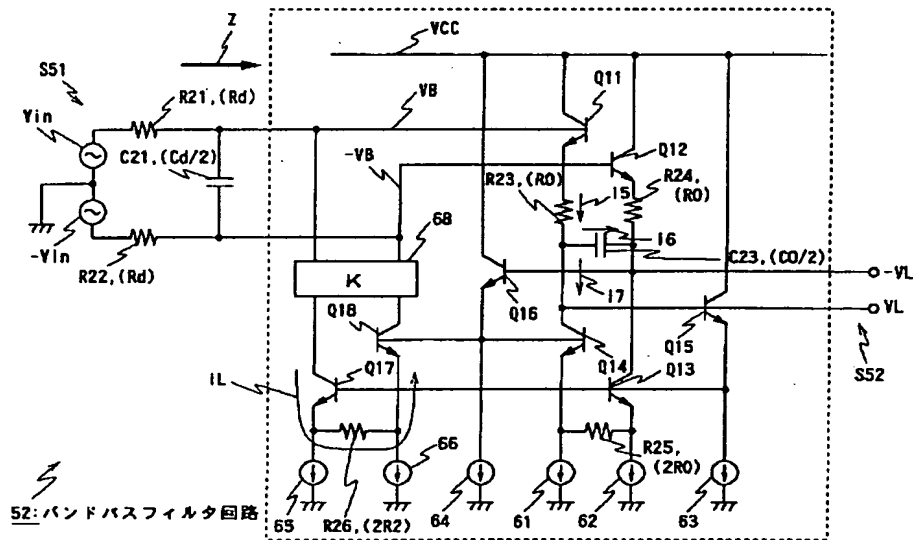 Z
VCC
S51
Q11
R21,(Rd)
VB
Vin
Q12
C21,(Cd/2)
-VB
R24,
(R0)
R23,(R0)
I5
I6
68
-Vin
R22,(Rd)
C23,(C0/2)
K
I7
-VL
Q16
VL
Q18
Q14
Q15
S52
IL
Q17
Q13
66
R25,
(2R0)
52:バンドパスフィルタ回路
65
R26,(2R2)
64
61
62
63